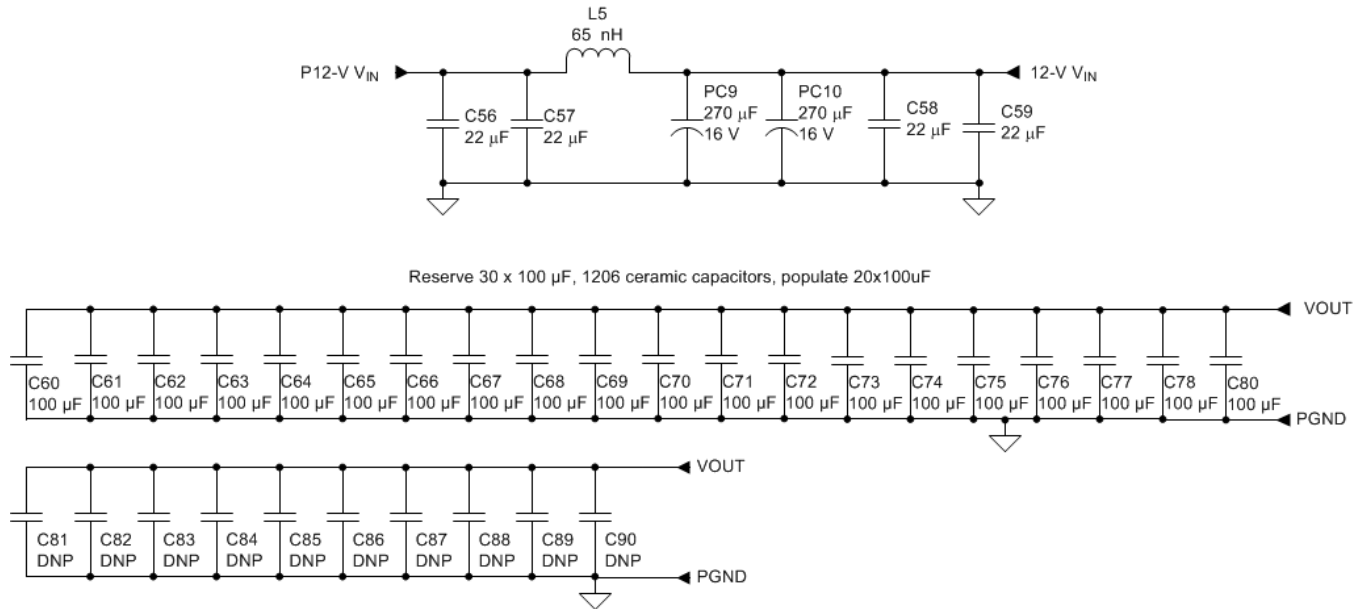 L5
65 nH
P12-V VIN
12-V VIN
C56
22 μF
C57
22 μF
PC9
270 μF
16 V
PC10
270 μF
16 V
C58
22 μF
C59
22 μF
Reserve 30 x 100 μF, 1206 ceramic capacitors, populate 20x100uF
VOUT
C60
100 μF
C61
100 μF
C62
100 μF
C63
100 μF
C64
100 μF
C65
100 μF
C66
100 μF
C67
100 μF
C68
100 μF
C69
100 μF
C70
100 μF
C71
100 μF
C72
100 μF
C73
100 μF
C74
100 μF
C75
100 μF
C76
100 μF
C77
100 μF
C78
100 μF
C80
100 μF
PGND
VOUT
C81
DNP
C82
DNP
C83
DNP
C84
DNP
C85
DNP
C86
DNP
C87
DNP
C88
DNP
C89
DNP
C90
DNP
PGND